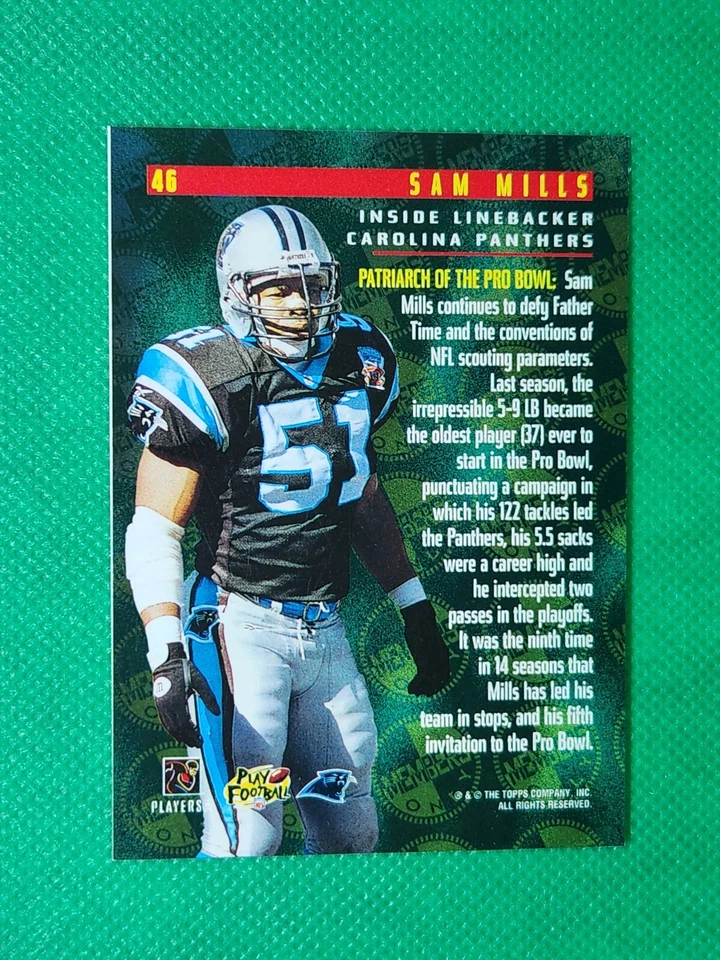 46 SAM MILLS
INSIDE LINEBACKER
CAROLINA PANTHERS
PATRIARCH OF THE PRO BOWL: Sam
Mills continues to defy Father
Time and the conventions of
NFL scouting parameters.
Last season, the
irrepressible 5-9 LB became
the oldest player (37) ever to
start in the Pro Bowl,
punctuating a campaign in
which his 122 tackles led
the Panthers, his 5.5 sacks
were a career high and
he intercepted two
passes in the playoffs.
It was the ninth time
in 14 seasons that
Mills has led his
team in stops, and his fifth
invitation to the Pro Bowl.
51
51
PLAYERS
PLAY
FOOTBALL
® & © THE TOPPS COMPANY, INC.
ALL RIGHTS RESERVED.